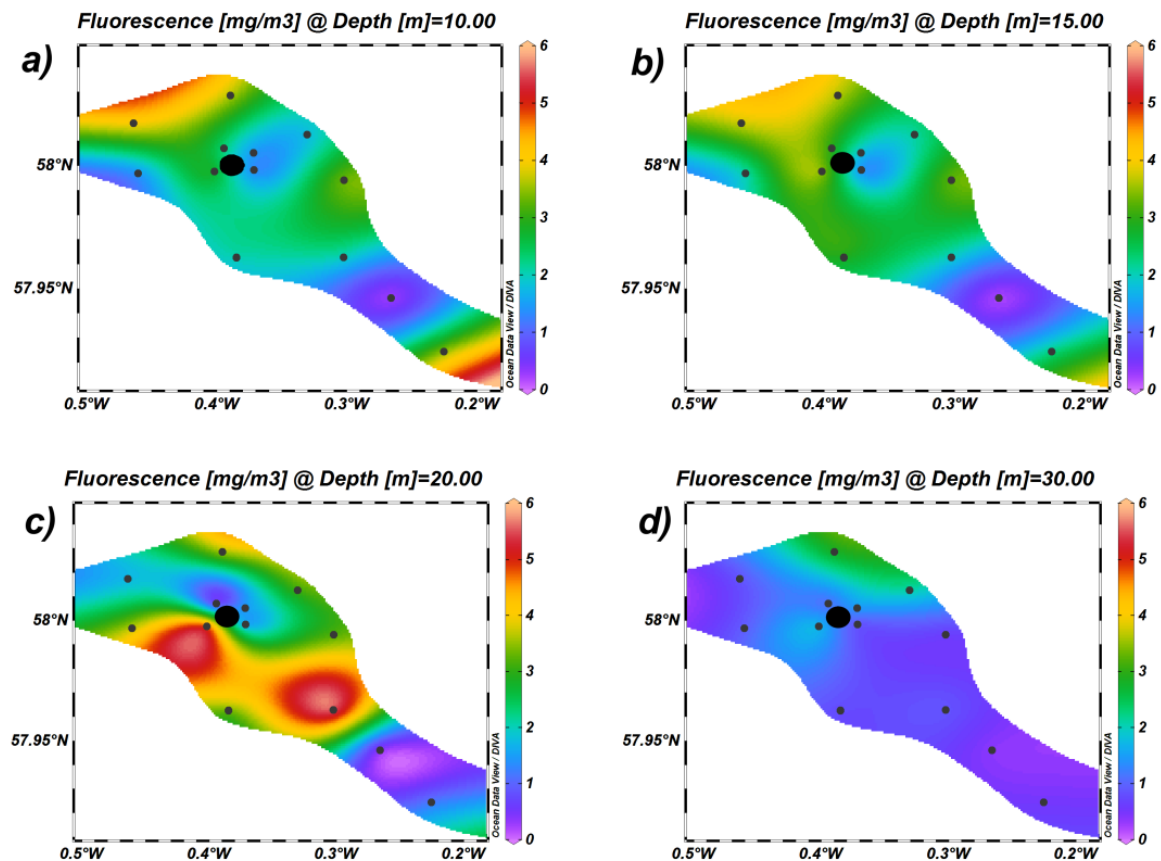 Fluorescence [mg/m3] @ Depth [m]=10.00
a)
58°N
57.95°N
0.5°W 0.4°W 0.3°W 0.2°W
Ocean Data View / DIVA
6
5
4
3
2
1
0
Fluorescence [mg/m3] @ Depth [m]=15.00
b)
58°N
57.95°N
0.5°W 0.4°W 0.3°W 0.2°W
Ocean Data View / DIVA
6
5
4
3
2
1
0
Fluorescence [mg/m3] @ Depth [m]=20.00
c)
58°N
57.95°N
0.5°W 0.4°W 0.3°W 0.2°W
Ocean Data View / DIVA
6
5
4
3
2
1
0
Fluorescence [mg/m3] @ Depth [m]=30.00
d)
58°N
57.95°N
0.5°W 0.4°W 0.3°W 0.2°W
Ocean Data View / DIVA
6
5
4
3
2
1
0